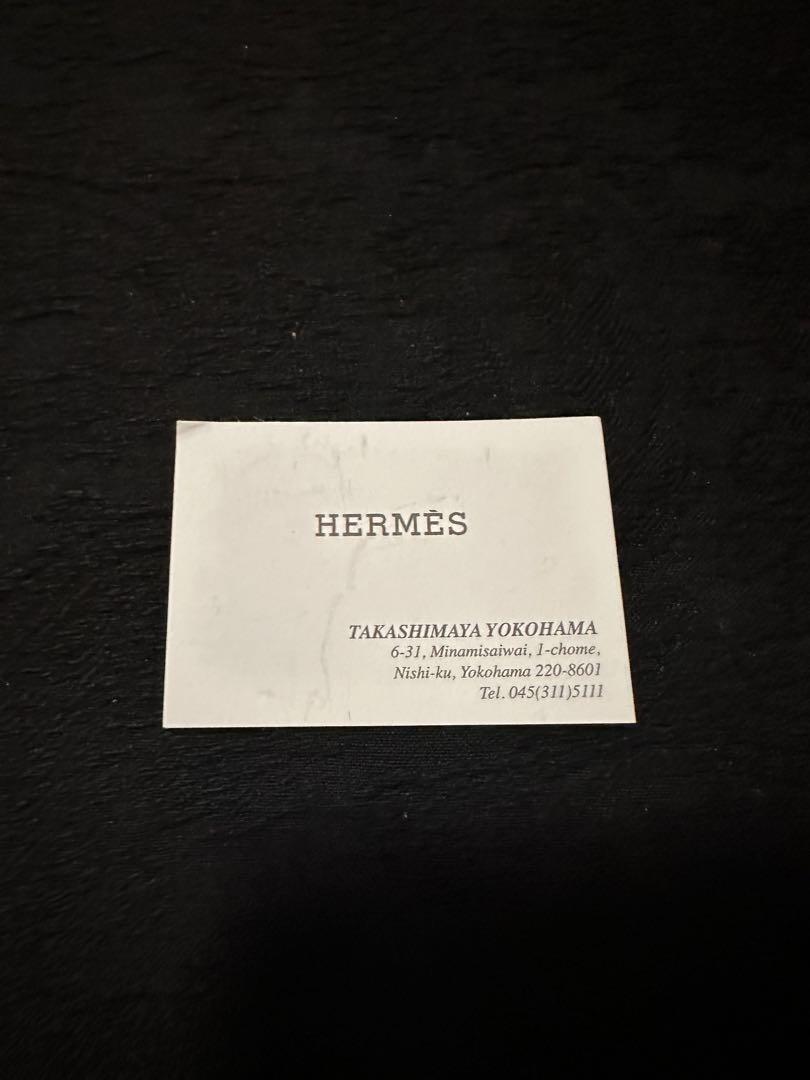 HERMÈS
TAKASHIMAYA YOKOHAMA
6-31, Minamisaiwai, 1-chome,
Nishi-ku, Yokohama 220-8601
Tel. 045(311)5111